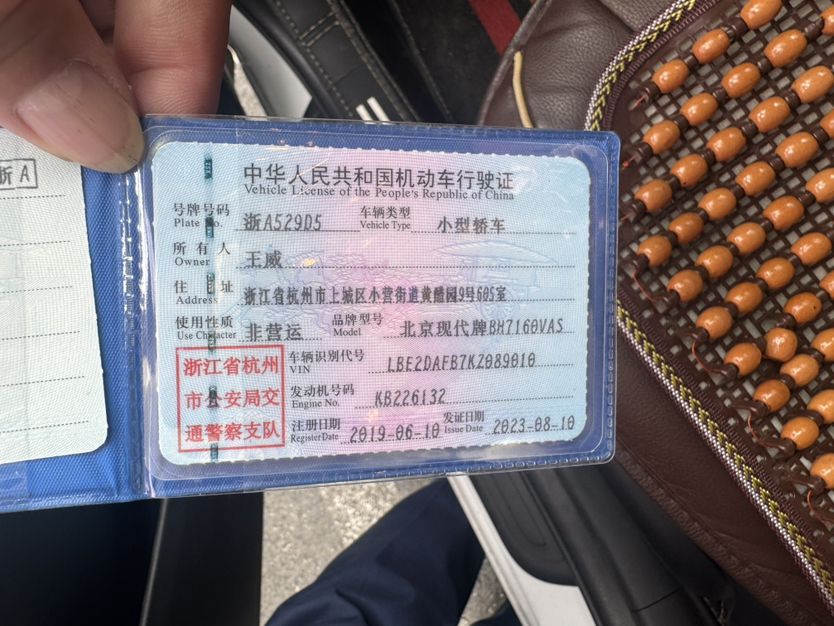 浙A
中华人民共和国机动车行驶证
Vehicle License of the People's Republic of China
号牌号码 浙A529D5 车辆类型 小型轿车
Plate No. Vehicle Type
所有人 王威
Owner
住址 浙江省杭州市上城区小营街道黄醋园9号605室
Address
使用性质 非营运 品牌型号 北京现代牌BH7160VAS
Use Character Model
浙江省杭州
市公安局交
通警察支队
车辆识别代号 LBE2DAFB7KZ089010
VIN
发动机号码 KB226132
Engine No.
注册日期 2019-06-10 发证日期 2023-08-10
Register Date Issue Date